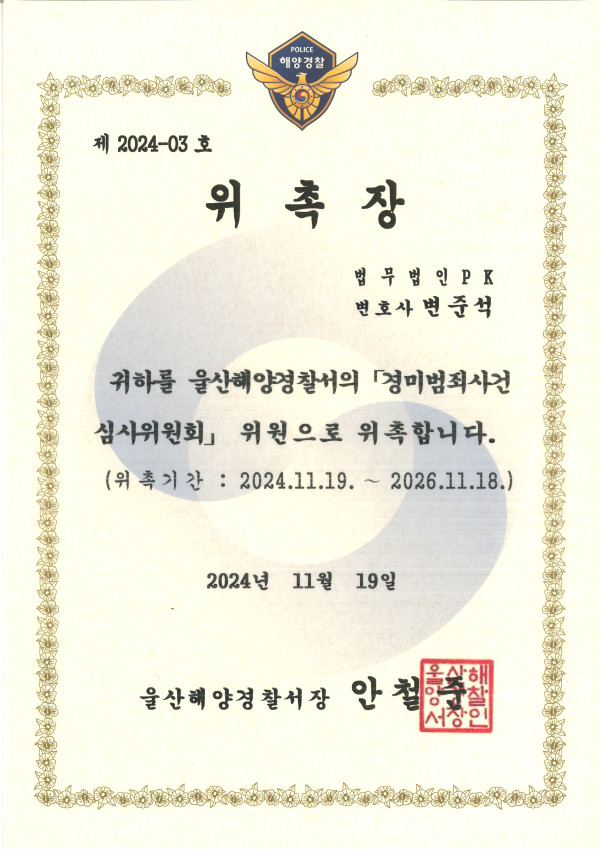 POLICE
해양경찰
제 2024-03 호
위 촉 장
법 무 법 인 P K
변호사 변 준 석
귀하를 울산해양경찰서의 「경미범죄사건
심사위원회」 위원으로 위촉합니다.
(위 촉 기 간 : 2024.11.19. ~ 2026.11.18.)
2024년 11월 19일
울산해양경찰서장 안 철 준
울산해
양경찰
서장인